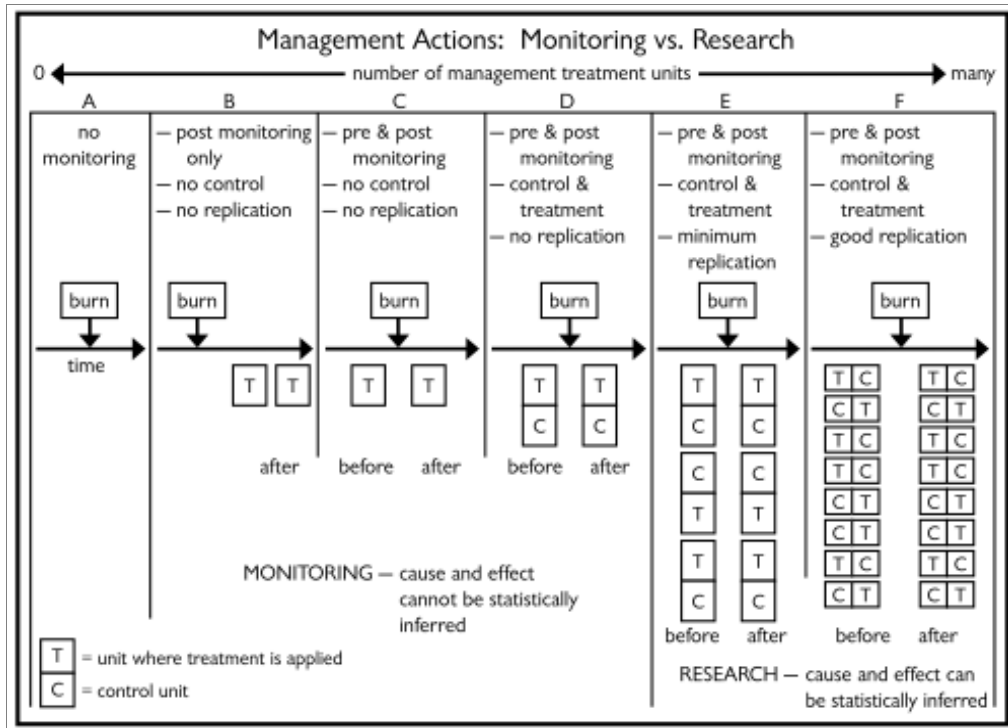 Management Actions: Monitoring vs. Research
0 number of management treatment units many
A
no
monitoring
B
– post monitoring
only
– no control
– no replication
C
– pre & post
monitoring
– no control
– no replication
D
– pre & post
monitoring
– control &
treatment
– no replication
E
– pre & post
monitoring
– control &
treatment
– minimum
replication
F
– pre & post
monitoring
– control &
treatment
– good replication
burn
time
burn
T T
after
burn
T T
before after
burn
T T
C C
before after
burn
T T
C C
C C
T T
T T
C C
before after
burn
T C T C
C T C T
T C T C
T C T C
C T C T
C T C T
T C T C
C T C T
before after
MONITORING – cause and effect
cannot be statistically
inferred
RESEARCH – cause and effect can
be statistically inferred
T = unit where treatment is applied
C = control unit